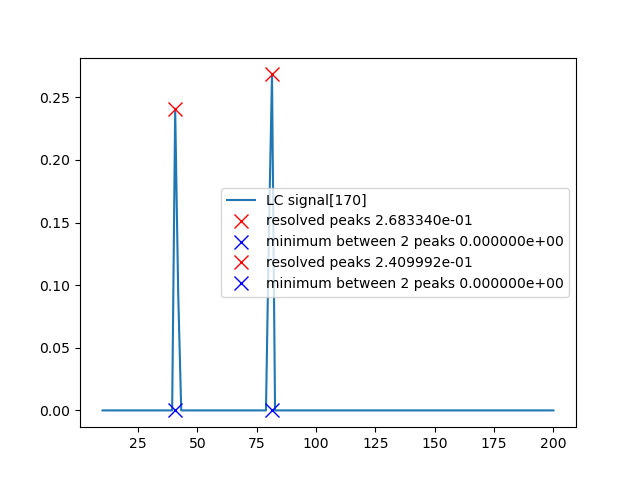 0.25
0.20
0.15
0.10
0.05
0.00
LC signal[170]
resolved peaks 2.683340e-01
minimum between 2 peaks 0.000000e+00
resolved peaks 2.409992e-01
minimum between 2 peaks 0.000000e+00
25 50 75 100 125 150 175 200